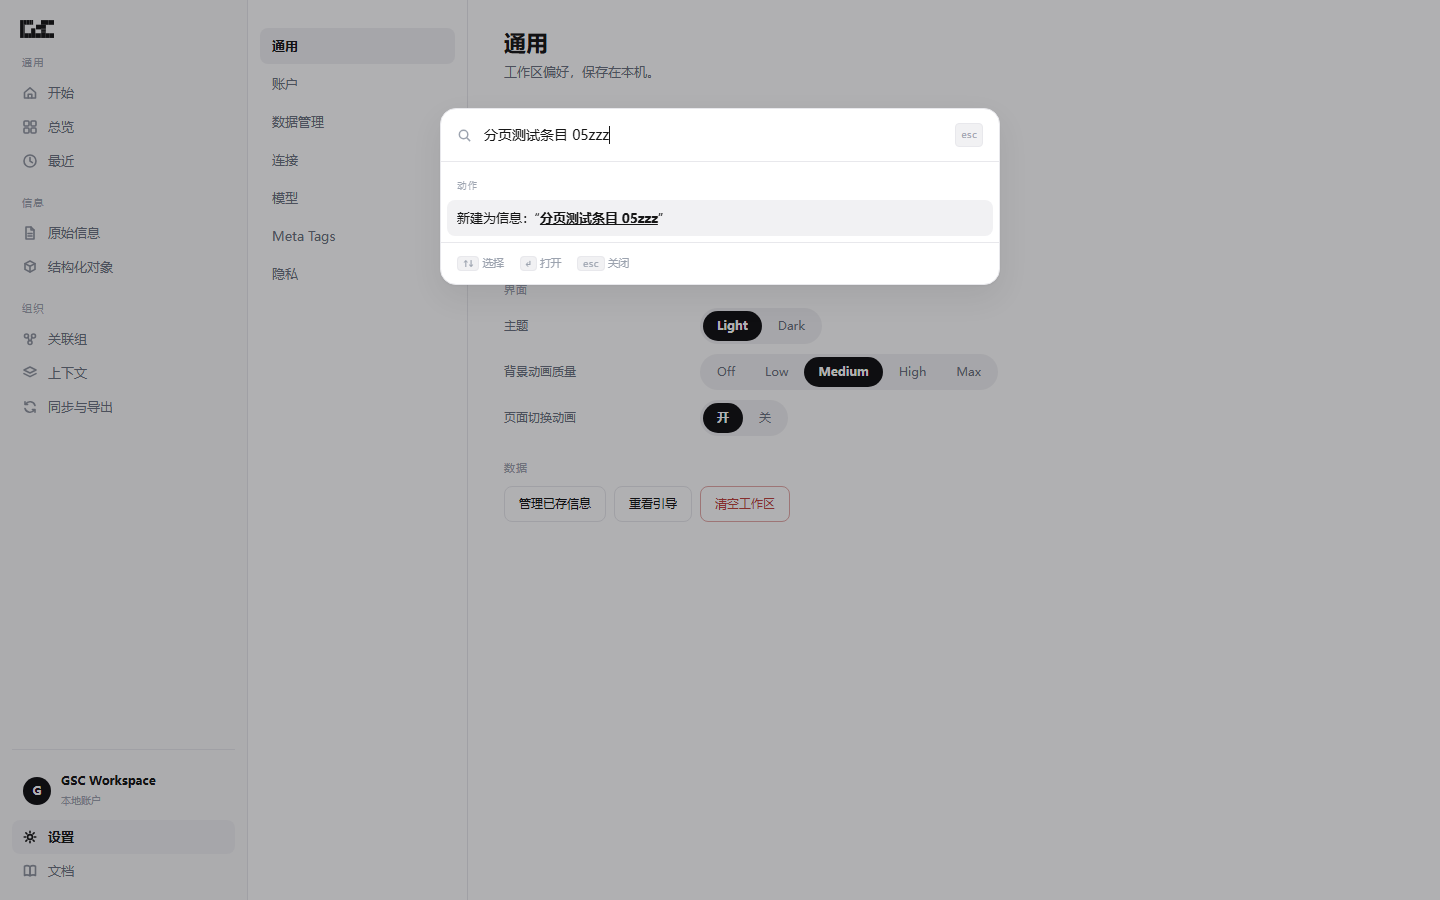 GSC
通用
开始
总览
最近
信息
原始信息
结构化对象
组织
关联组
上下文
同步与导出
GSC Workspace
G
本地账户
设置
文档
通用
账户
数据管理
连接
模型
Meta Tags
隐私
通用
工作区偏好，保存在本机。
分页测试条目 05zzz
esc
动作
新建为信息："分页测试条目 05zzz"
↑↓ 选择 ↵ 打开 esc 关闭
界面
主题 Light Dark
背景动画质量 Off Low Medium High Max
页面切换动画 开 关
数据
管理已存信息 重看引导 清空工作区